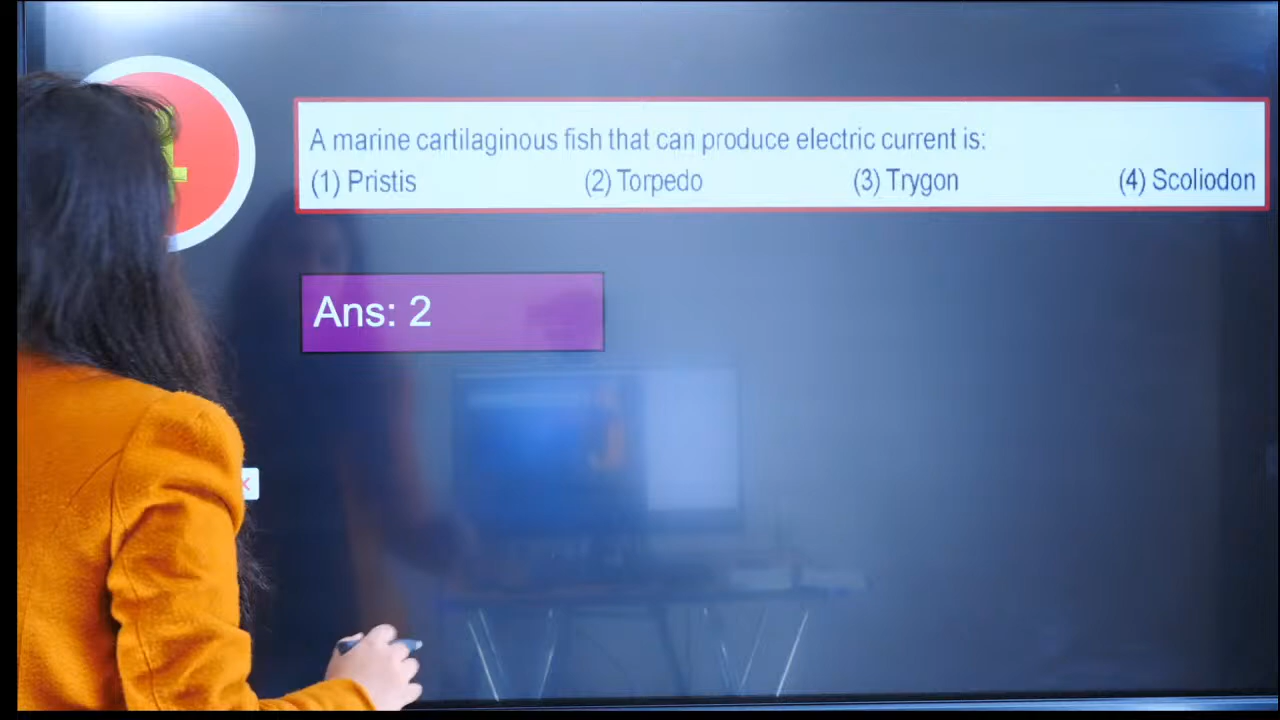 A marine cartilaginous fish that can produce electric current is:
(1) Pristis (2) Torpedo (3) Trygon (4) Scoliodon
Ans: 2